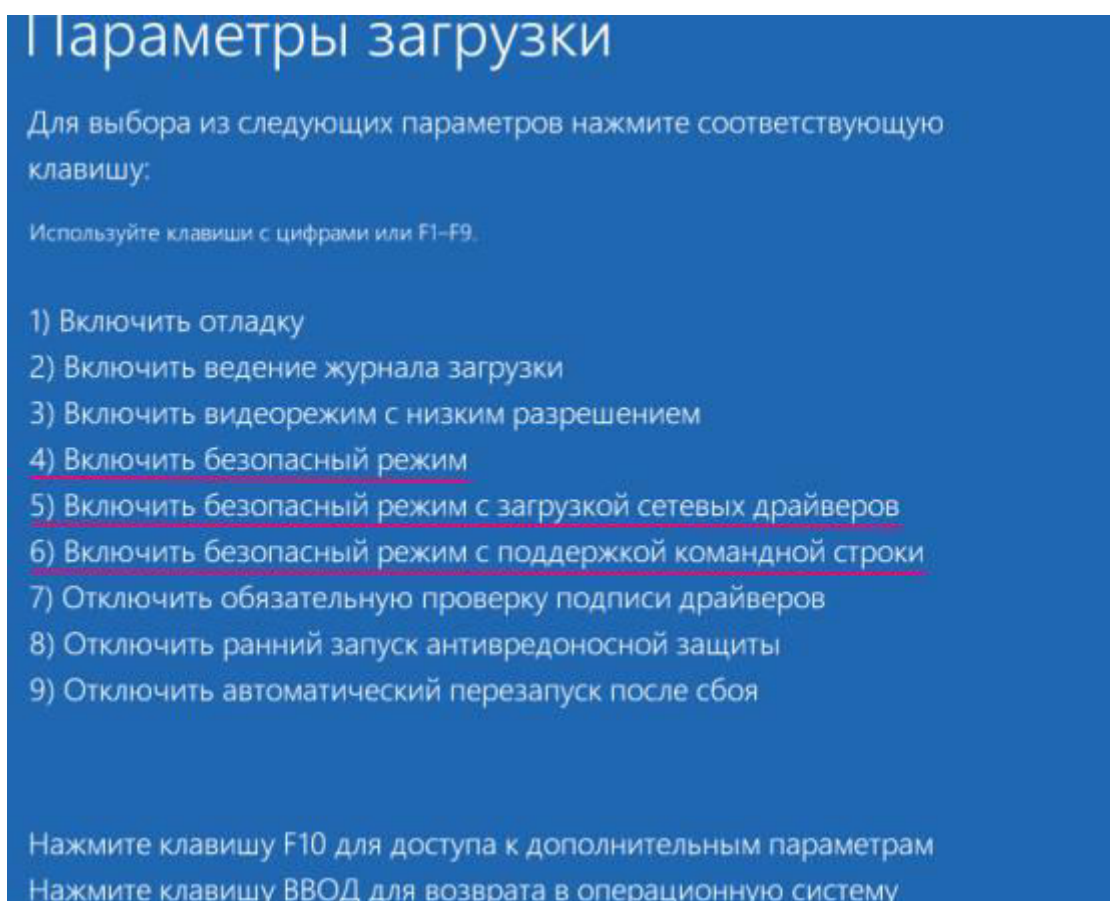 Параметры загрузки
Для выбора из следующих параметров нажмите соответствующую
клавишу:
Используйте клавиши с цифрами или F1–F9.
1) Включить отладку
2) Включить ведение журнала загрузки
3) Включить видеорежим с низким разрешением
4) Включить безопасный режим
5) Включить безопасный режим с загрузкой сетевых драйверов
6) Включить безопасный режим с поддержкой командной строки
7) Отключить обязательную проверку подписи драйверов
8) Отключить ранний запуск антивредоносной защиты
9) Отключить автоматический перезапуск после сбоя
Нажмите клавишу F10 для доступа к дополнительным параметрам
Нажмите клавишу ВВОД для возврата в операционную систему